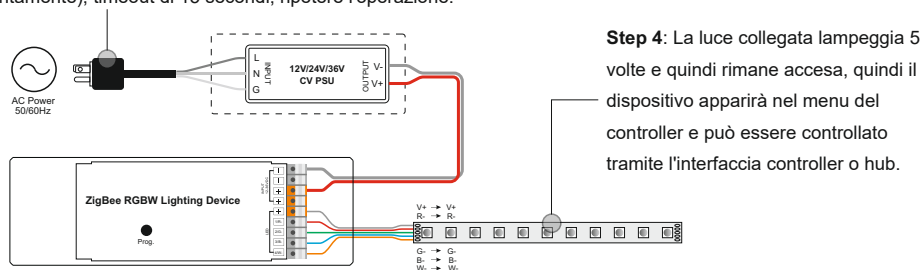 timeout di 15 secondi, ripetere l'operazione.
Step 4: La luce collegata lampeggia 5
volte e quindi rimane accesa, quindi il
dispositivo apparirà nel menu del
controller e può essere controllato
tramite l'interfaccia controller o hub.
AC Power
50/60Hz
L
N
G
INPUT
12V/24V/36V
CV PSU
OUTPUT
V-
V+
ZigBee RGBW Lighting Device
Prog.
INPUT
LED
V+ → V+
R- → R-
G- → G-
B- → B-
W- → W-